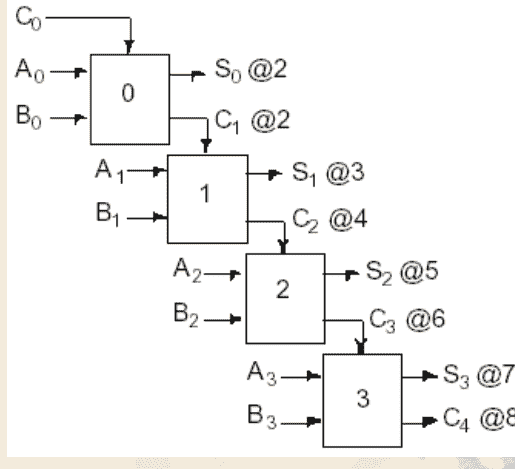 C₀
A₀ S₀ @2
0
B₀ C₁ @2
A₁ S₁ @3
1
B₁ C₂ @4
A₂ S₂ @5
2
B₂ C₃ @6
A₃ S₃ @7
3
B₃ C₄ @8